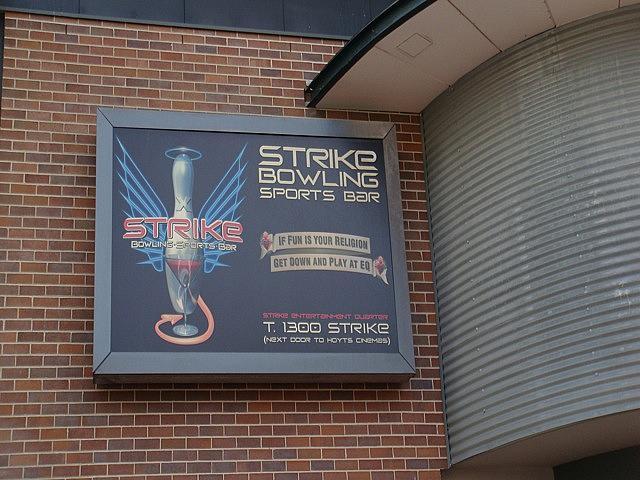 STRIKE
BOWLING·SPORTS·BAR
STRIKE
BOWLING
SPORTS BAR
IF FUN IS YOUR RELIGION
GET DOWN AND PLAY AT EQ
STRIKE ENTERTAINMENT QUARTER
T. 1300 STRIKE
(NEXT DOOR TO HOYTS CINEMAS)